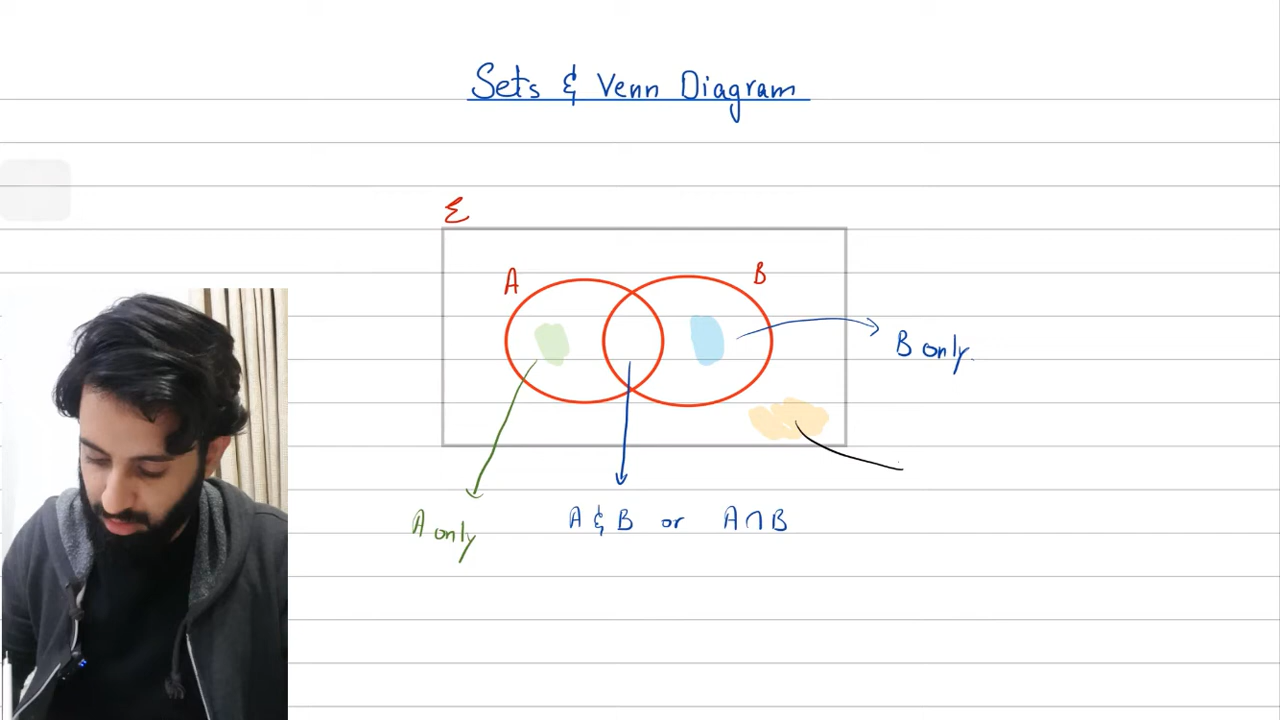 Sets & Venn Diagram
ξ
A
B
B only.
A only
A & B or A∩B